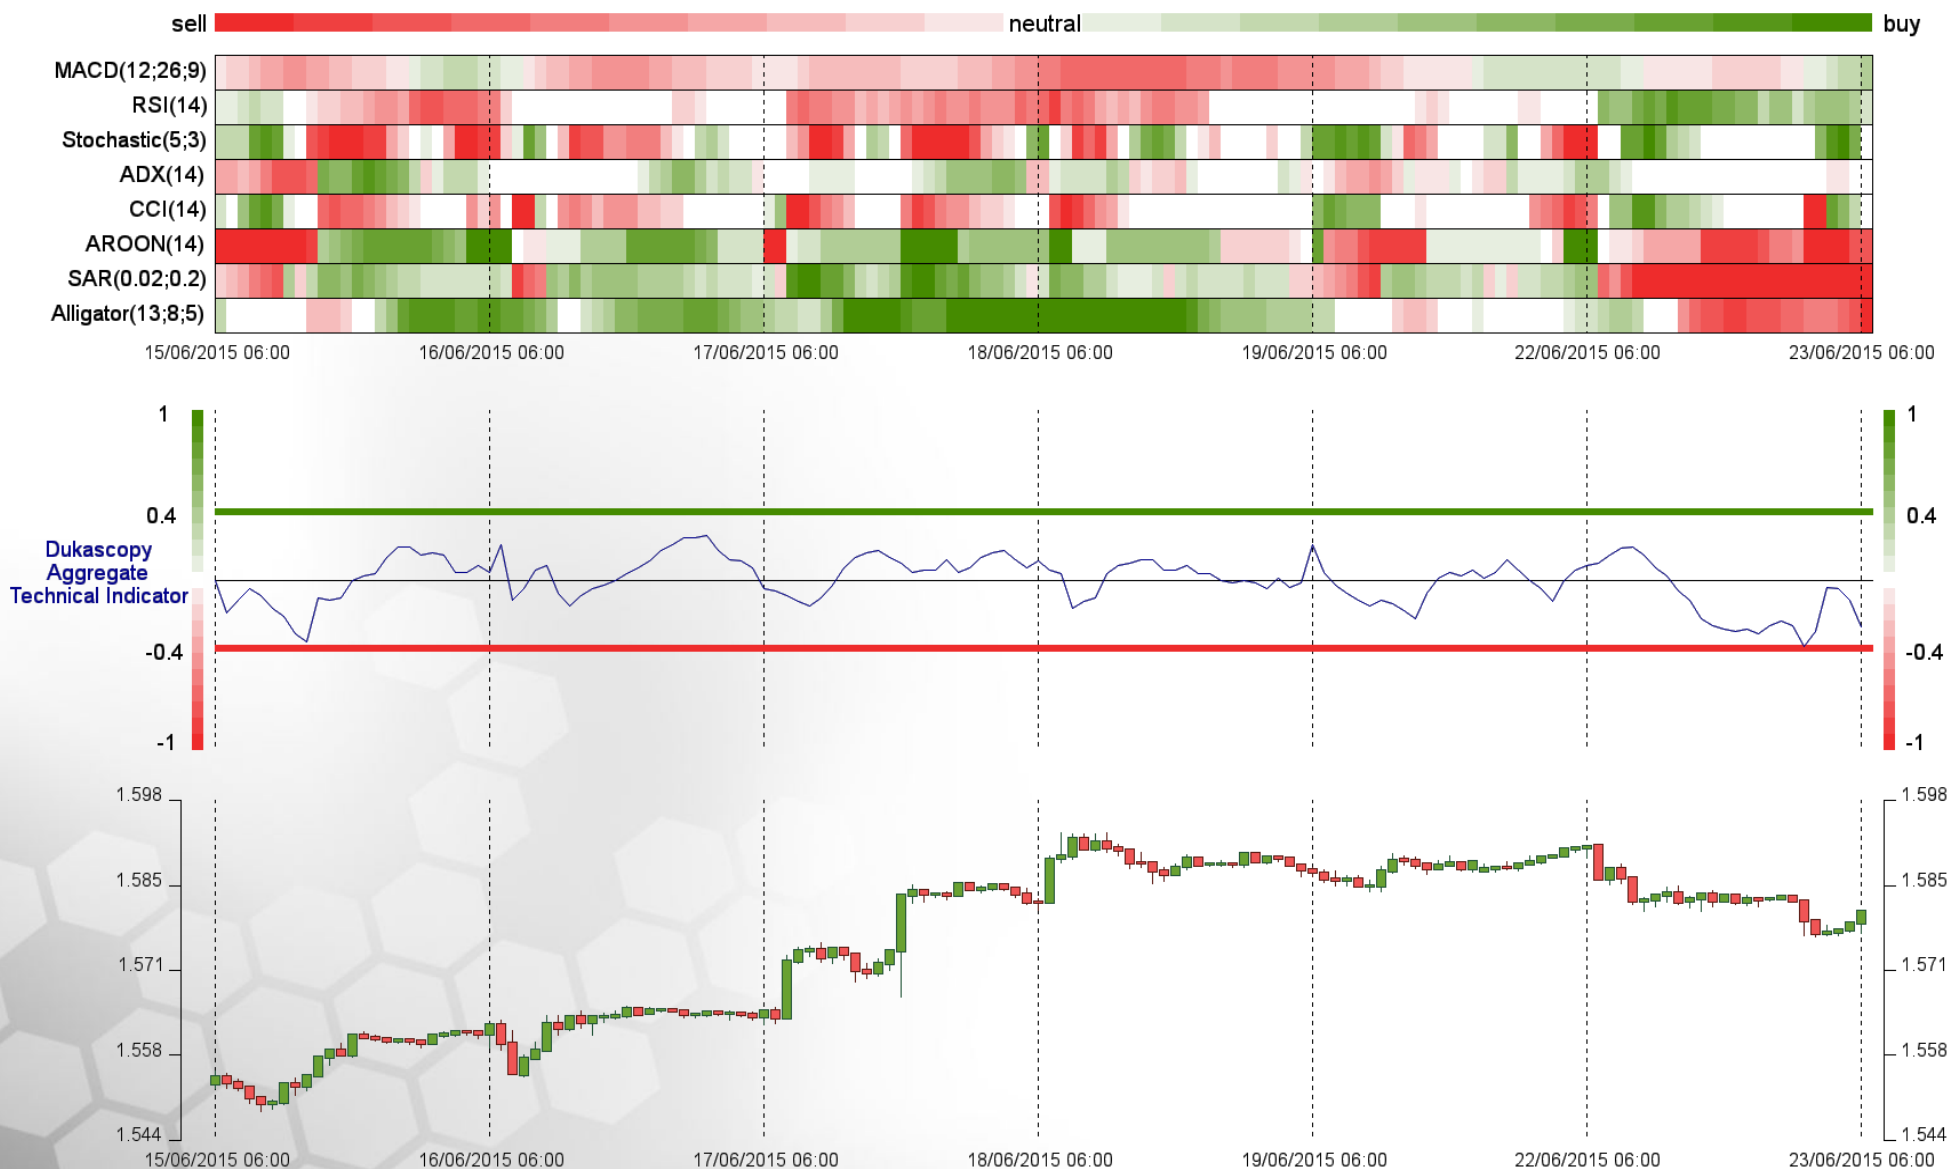 sell neutral buy
MACD(12;26;9)
RSI(14)
Stochastic(5;3)
ADX(14)
CCI(14)
AROON(14)
SAR(0.02;0.2)
Alligator(13;8;5)
15/06/2015 06:00 16/06/2015 06:00 17/06/2015 06:00 18/06/2015 06:00 19/06/2015 06:00 22/06/2015 06:00 23/06/2015 06:00
1 1
0.4 0.4
Dukascopy
Aggregate
Technical Indicator
-0.4 -0.4
-1 -1
1.598 1.598
1.585 1.585
1.571 1.571
1.558 1.558
1.544 1.544
15/06/2015 06:00 16/06/2015 06:00 17/06/2015 06:00 18/06/2015 06:00 19/06/2015 06:00 22/06/2015 06:00 23/06/2015 06:00